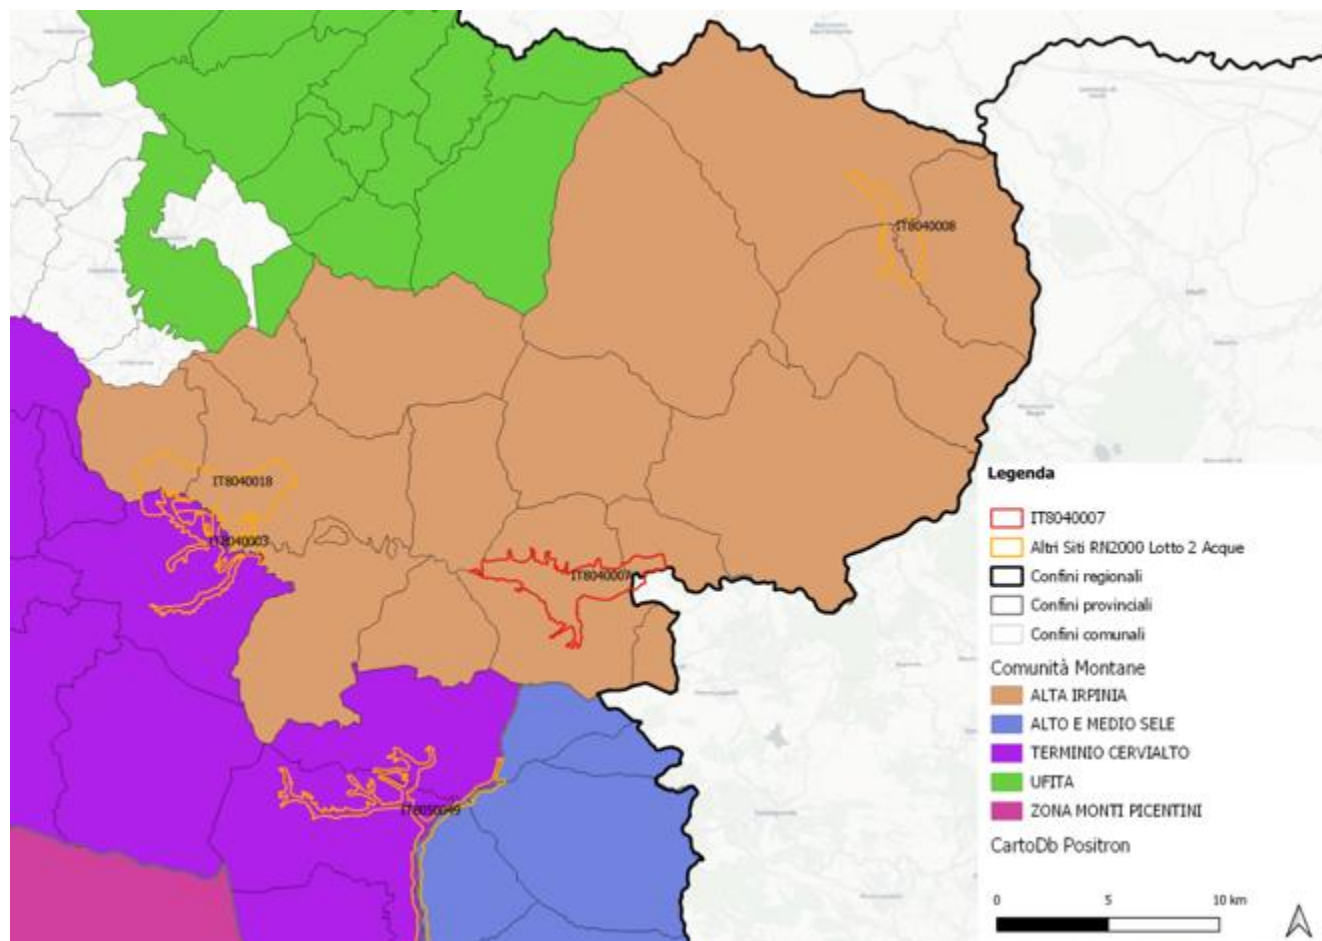 IT8040008
IT8040018
IT8040003
IT8040007
IT8050049
Legenda
IT8040007
Altri Siti RN2000 Lotto 2 Acque
Confini regionali
Confini provinciali
Confini comunali
Comunità Montane
ALTA IRPINIA
ALTO E MEDIO SELE
TERMINIO CERVIALTO
UFITA
ZONA MONTI PICENTINI
CartoDb Positron
0 5 10 km